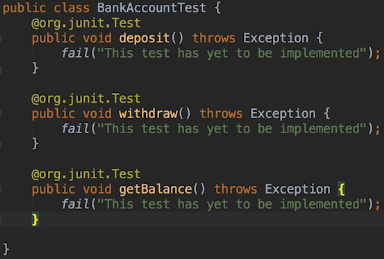 public class BankAccountTest {
@org.junit.Test
public void deposit() throws Exception {
fail("This test has yet to be implemented");
}
@org.junit.Test
public void withdraw() throws Exception {
fail("This test has yet to be implemented");
}
@org.junit.Test
public void getBalance() throws Exception {
fail("This test has yet to be implemented");
}
}